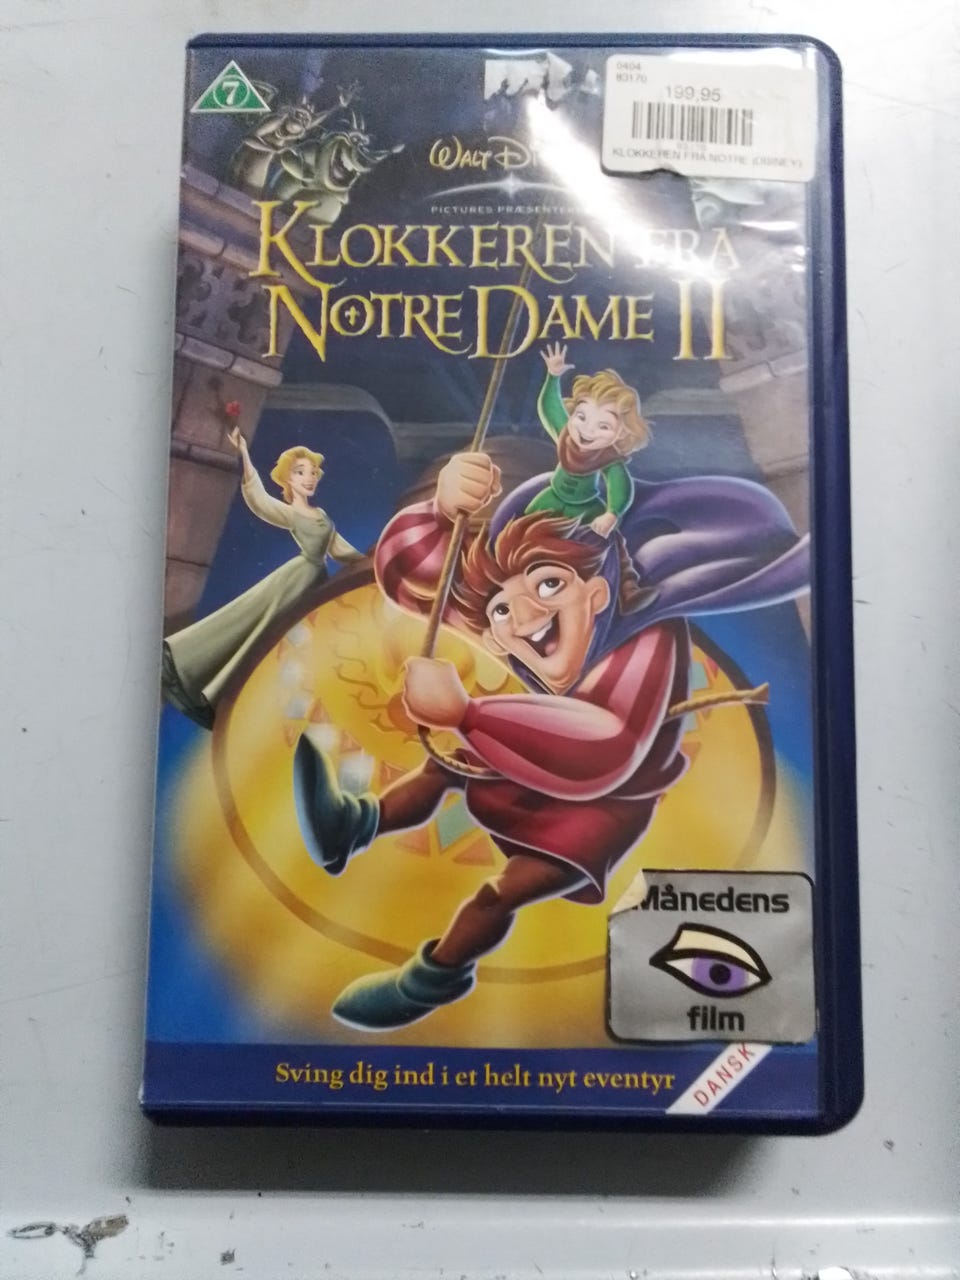 7
0404
83170
199,95
KLOKKEREN FRA NOTRE (DISNEY)
WALT
PICTURES PRÆSENTERER
KLOKKEREN FRA
NOTRE DAME II
Månedens
film
DANSK
Sving dig ind i et helt nyt eventyr